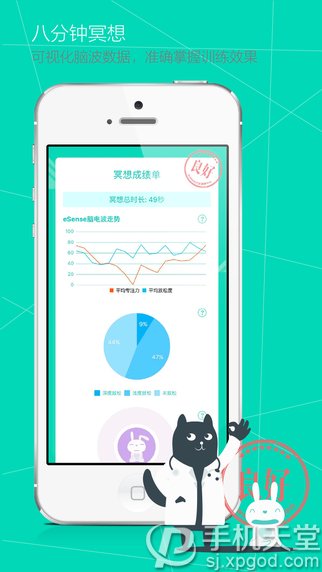 八分钟冥想
可视化脑波数据，准确掌握训练效果
冥想成绩单
良好
冥想总时长: 49秒
eSense脑电波走势
?
100
80
60
40
20
0
平均专注力 平均放松度
?
9%
44%
47%
深度放松 浅度放松 未放松
良好
手机天堂
sj.xpgod.com